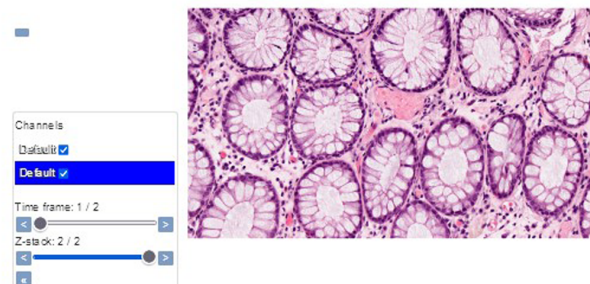 Channels
Default
Default
Time frame: 1 / 2
<
>
Z-stack: 2 / 2
<
>
«